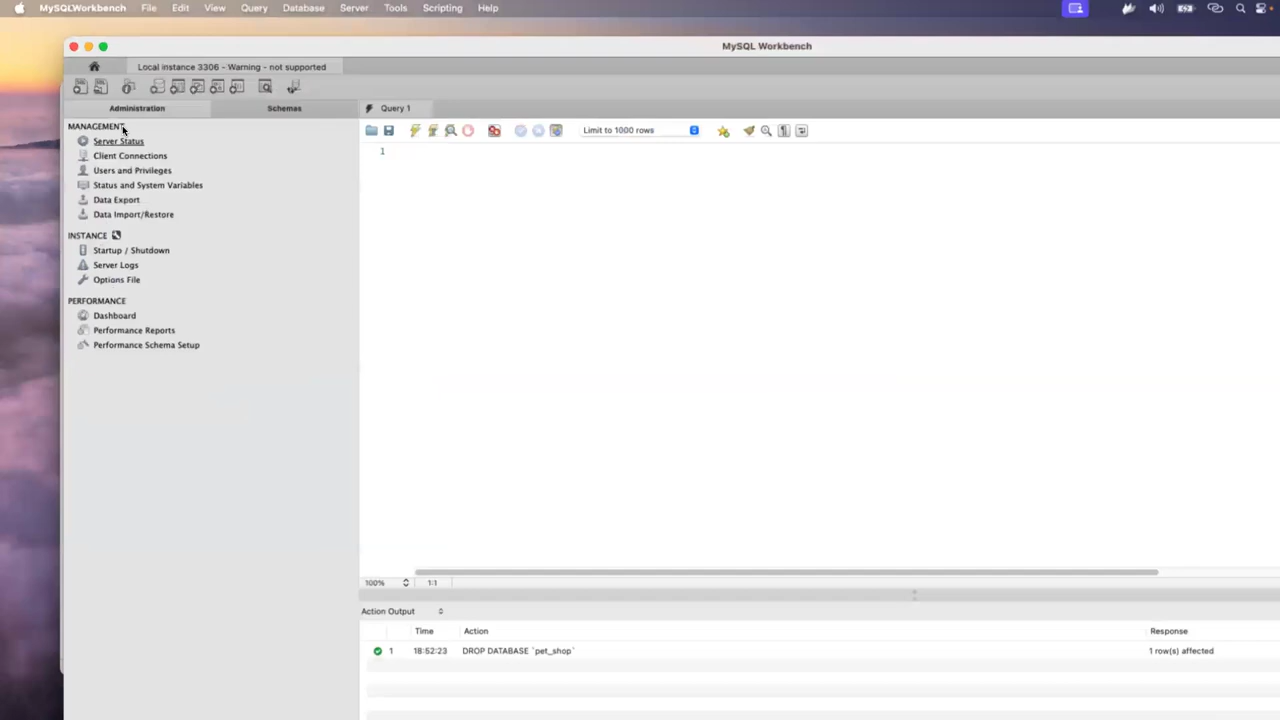 MySQLWorkbench File Edit View Query Database Server Tools Scripting Help
MySQL Workbench
Local instance 3306 - Warning - not supported
Administration Schemas Query 1
MANAGEMENT
Server Status
Client Connections
Users and Privileges
Status and System Variables
Data Export
Data Import/Restore
INSTANCE
Startup / Shutdown
Server Logs
Options File
PERFORMANCE
Dashboard
Performance Reports
Performance Schema Setup
Limit to 1000 rows
1
100% 1:1
Action Output
Time Action Response
1 18:52:23 DROP DATABASE `pet_shop` 1 row(s) affected